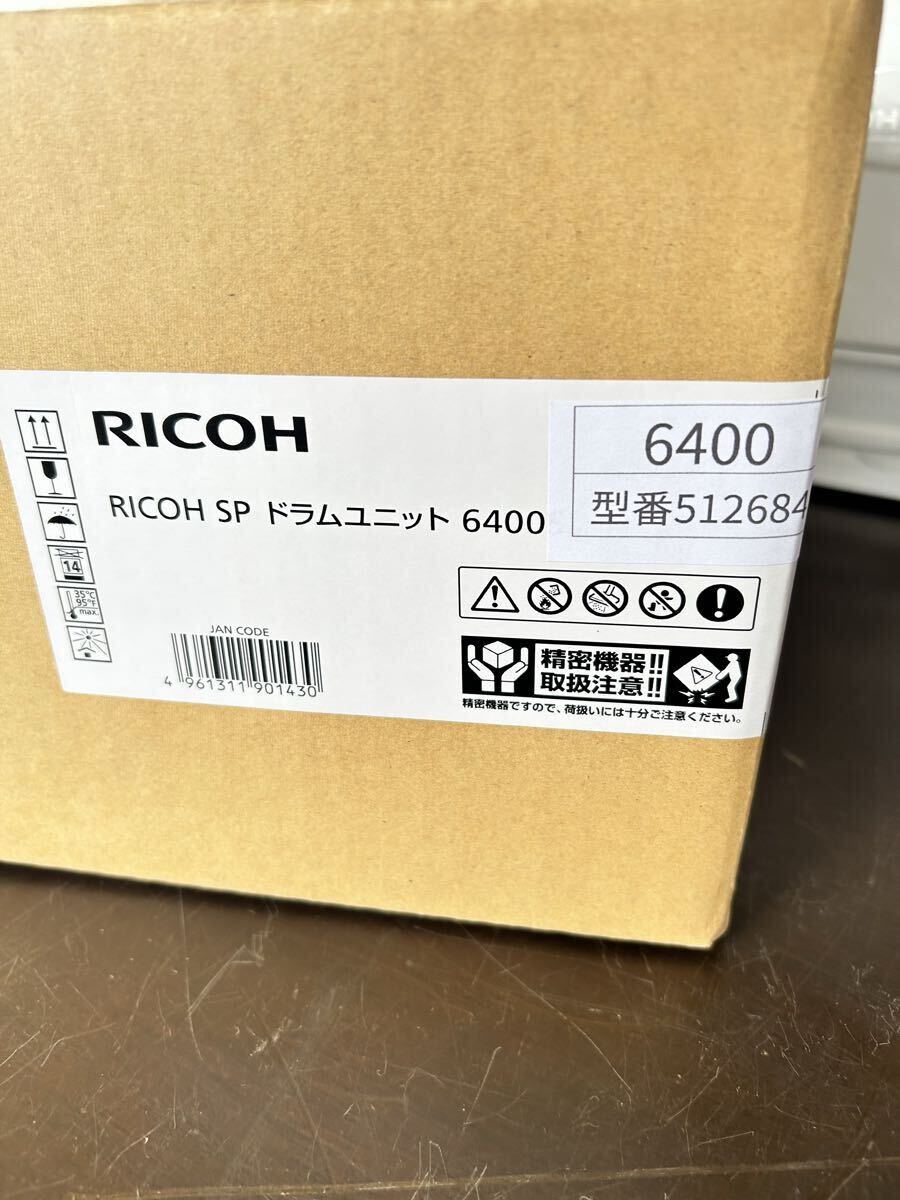 RICOH
RICOH SP ドラムユニット 6400
6400
型番512684
14
35℃
95°F
max.
JAN CODE
4 961311 901430
精密機器!!
取扱注意!!
精密機器ですので、荷扱いには十分ご注意ください。